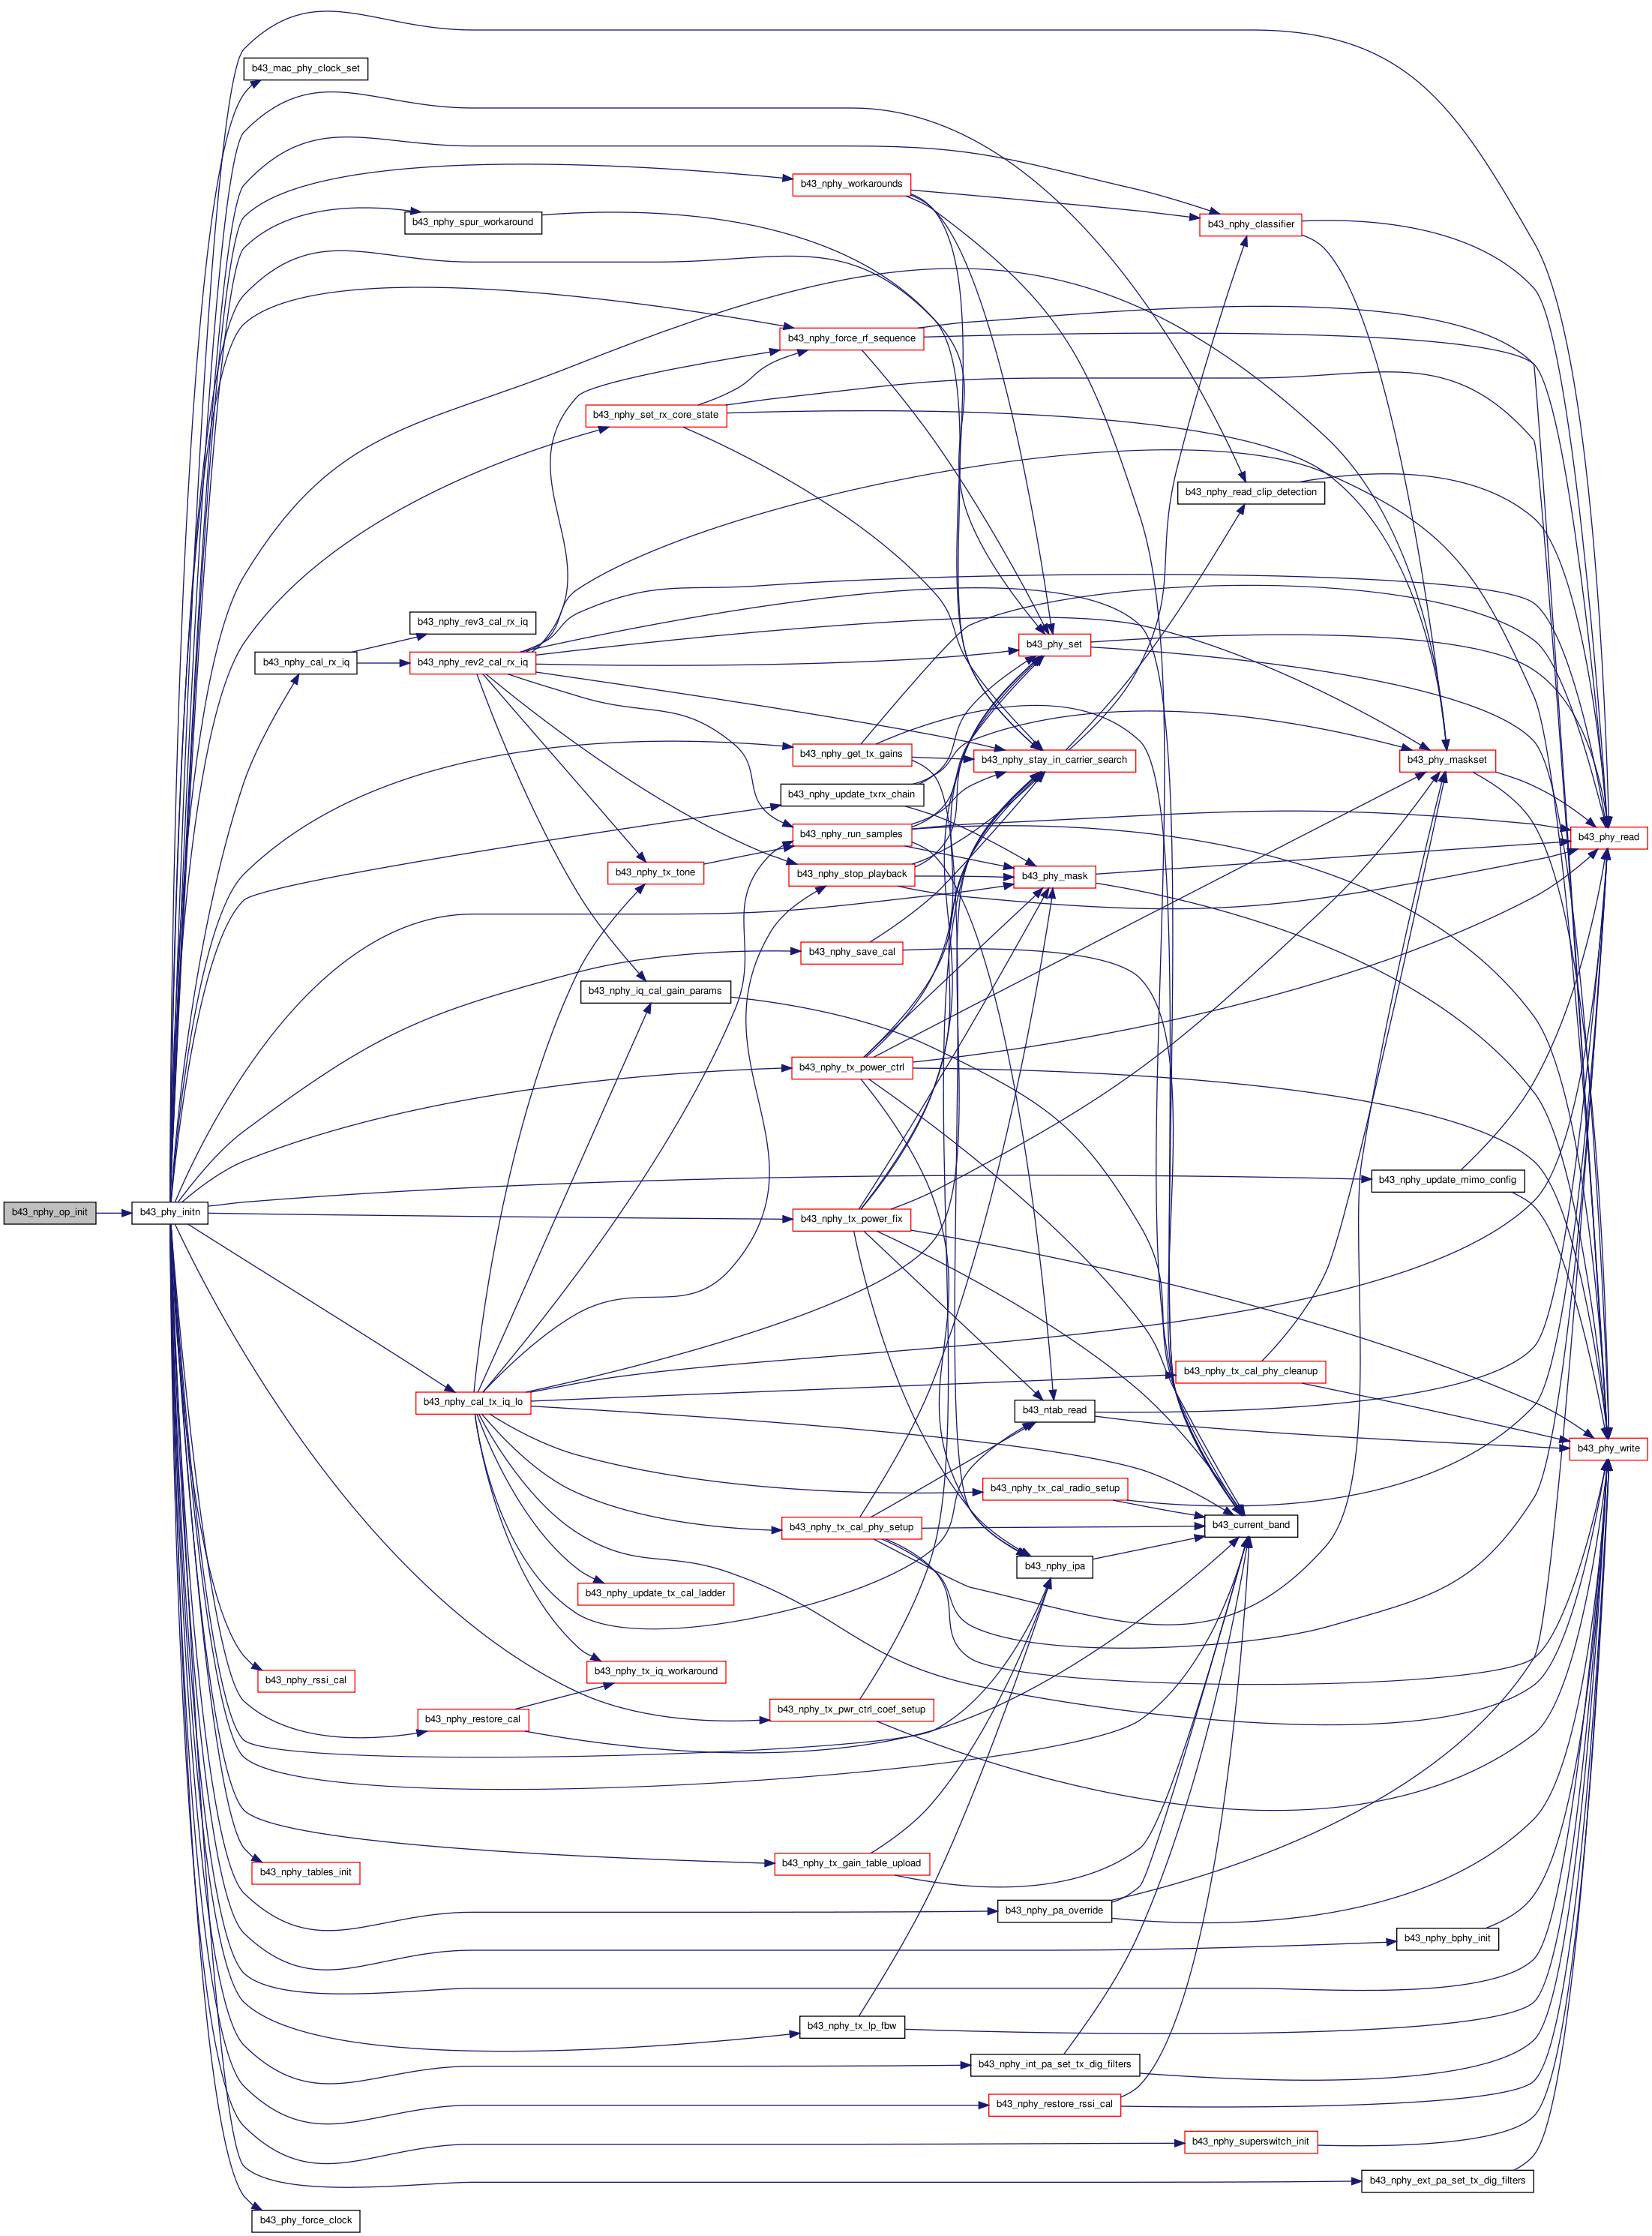 b43_mac_phy_clock_set
b43_nphy_workarounds
b43_nphy_spur_workaround
b43_nphy_classifier
b43_nphy_force_rf_sequence
b43_nphy_set_rx_core_state
b43_nphy_read_clip_detection
b43_nphy_rev3_cal_rx_iq
b43_phy_set
b43_nphy_cal_rx_iq
b43_nphy_rev2_cal_rx_iq
b43_nphy_get_tx_gains
b43_nphy_stay_in_carrier_search
b43_phy_maskset
b43_nphy_update_txrx_chain
b43_nphy_run_samples
b43_phy_read
b43_nphy_tx_tone
b43_nphy_stop_playback
b43_phy_mask
b43_nphy_save_cal
b43_nphy_iq_cal_gain_params
b43_nphy_tx_power_ctrl
b43_nphy_update_mimo_config
b43_nphy_op_init
b43_phy_initn
b43_nphy_tx_power_fix
b43_nphy_tx_cal_phy_cleanup
b43_nphy_cal_tx_iq_lo
b43_ntab_read
b43_phy_write
b43_nphy_tx_cal_radio_setup
b43_nphy_tx_cal_phy_setup
b43_current_band
b43_nphy_ipa
b43_nphy_update_tx_cal_ladder
b43_nphy_tx_iq_workaround
b43_nphy_rssi_cal
b43_nphy_tx_pwr_ctrl_coef_setup
b43_nphy_restore_cal
b43_nphy_tx_gain_table_upload
b43_nphy_tables_init
b43_nphy_pa_override
b43_nphy_bphy_init
b43_nphy_tx_lp_fbw
b43_nphy_int_pa_set_tx_dig_filters
b43_nphy_restore_rssi_cal
b43_nphy_superswitch_init
b43_nphy_ext_pa_set_tx_dig_filters
b43_phy_force_clock